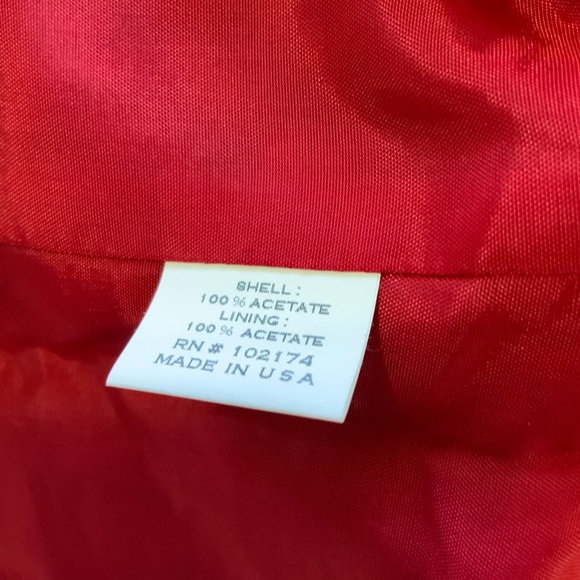 SHELL:
100% ACETATE
LINING:
100% ACETATE
RN # 102174
MADE IN USA